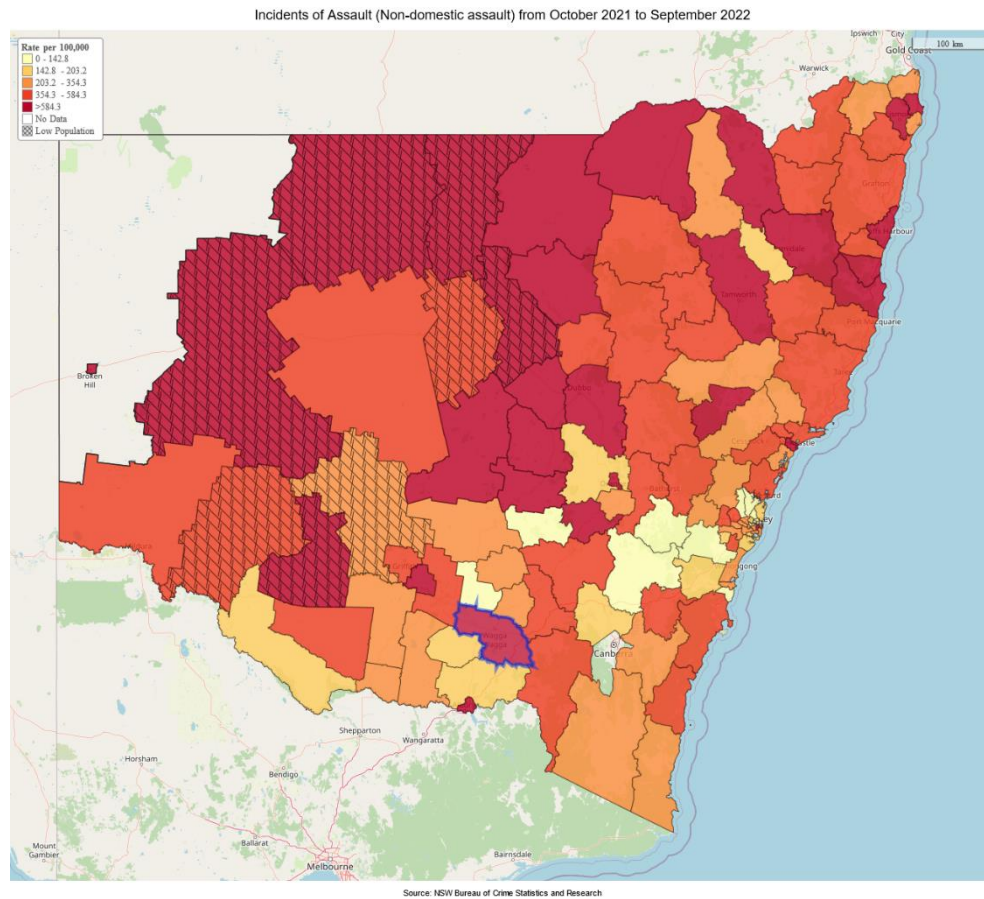 Incidents of Assault (Non-domestic assault) from October 2021 to September 2022
Ipswich
City
Gold Coast
100 km
Warwick
Rate per 100,000
0 - 142.8
142.8 - 203.2
203.2 - 354.3
354.3 - 584.3
>584.3
No Data
Low Population
Grafton
Harbour
Tamworth
Port Macquarie
Broken
Hill
Dubbo
Canberra
Shepparton
Wangaratta
Horsham
Bendigo
Mount
Gambier
Ballarat
Melbourne
Bairnsdale
Source: NSW Bureau of Crime Statistics and Research